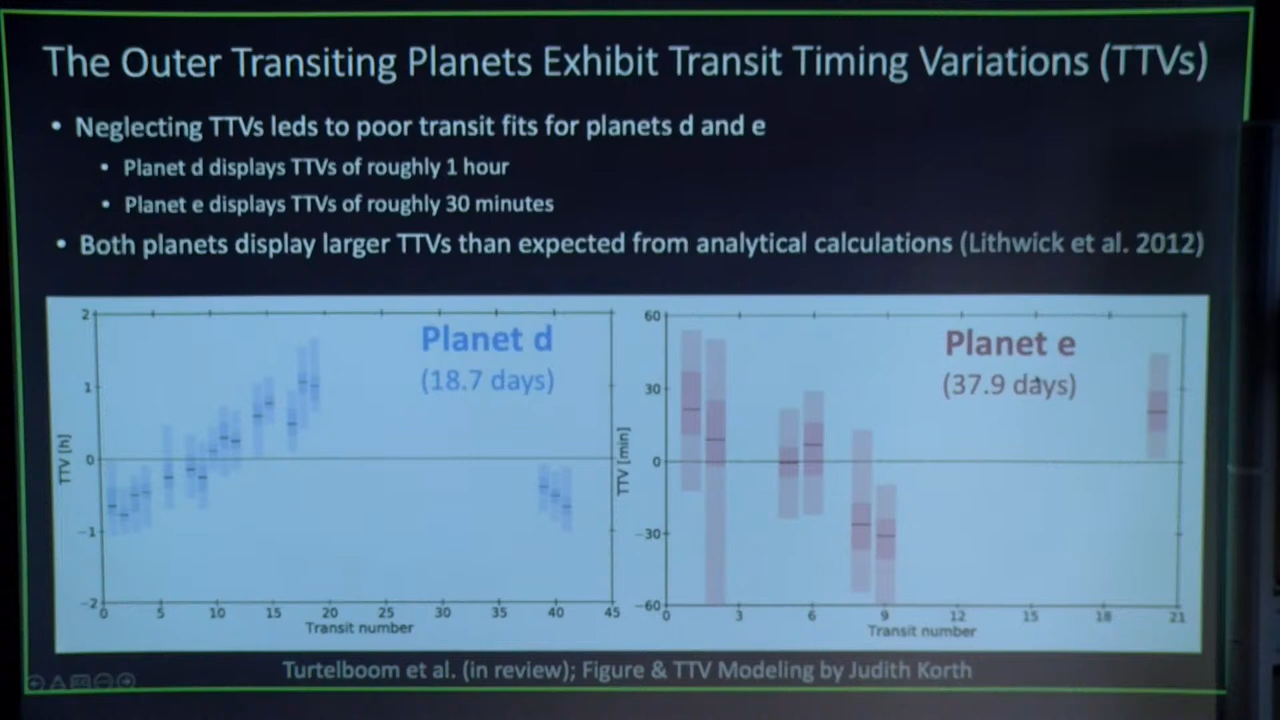 The Outer Transiting Planets Exhibit Transit Timing Variations (TTVs)
• Neglecting TTVs leds to poor transit fits for planets d and e
• Planet d displays TTVs of roughly 1 hour
• Planet e displays TTVs of roughly 30 minutes
• Both planets display larger TTVs than expected from analytical calculations (Lithwick et al. 2012)
Planet d
(18.7 days)
TTV [h]
2
1
0
−1
−2
0 5 10 15 20 25 30 35 40 45
Transit number
Planet e
(37.9 days)
TTV [min]
60
30
0
−30
−60
0 3 6 9 12 15 18 21
Transit number
Turtelboom et al. (in review); Figure & TTV Modeling by Judith Korth